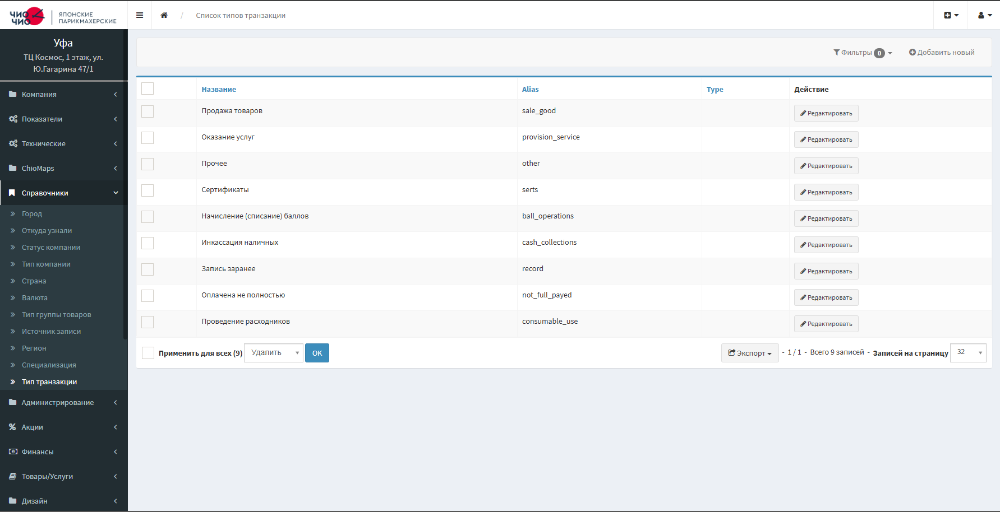 ЧИО ЧИО ЯПОНСКИЕ ПАРИКМАХЕРСКИЕ
/ Список типов транзакции
Уфа
ТЦ Космос, 1 этаж, ул.
Ю.Гагарина 47/1
Компания
Показатели
Технические
ChioMaps
Справочники
Город
Откуда узнали
Статус компании
Тип компании
Страна
Валюта
Тип группы товаров
Источник записи
Регион
Специализация
Тип транзакции
Администрирование
Акции
Финансы
Товары/Услуги
Дизайн
Фильтры 0 Добавить новый
Название Alias Type Действие
Продажа товаров sale_good Редактировать
Оказание услуг provision_service Редактировать
Прочее other Редактировать
Сертификаты serts Редактировать
Начисление (списание) баллов ball_operations Редактировать
Инкассация наличных cash_collections Редактировать
Запись заранее record Редактировать
Оплачена не полностью not_full_payed Редактировать
Проведение расходников consumable_use Редактировать
Применить для всех (9) Удалить OK Экспорт - 1 / 1 - Всего 9 записей - Записей на страницу 32